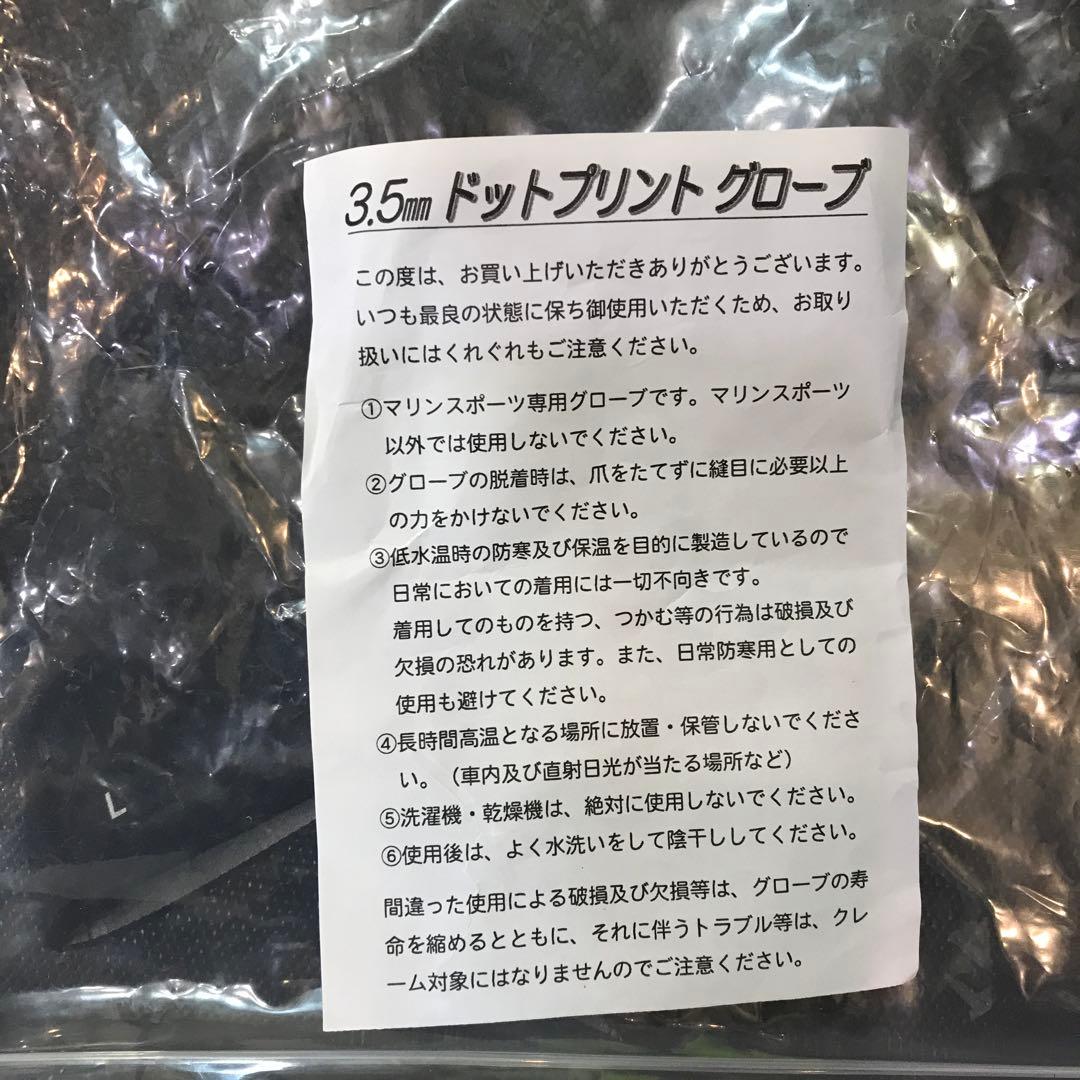 3.5mm ドットプリント グローブ
この度は、お買い上げいただきありがとうございます。
いつも最良の状態に保ち御使用いただくため、お取り
扱いにはくれぐれもご注意ください。
①マリンスポーツ専用グローブです。マリンスポーツ
以外では使用しないでください。
②グローブの脱着時は、爪をたてずに縫目に必要以上
の力をかけないでください。
③低水温時の防寒及び保温を目的に製造しているので
日常においての着用には一切不向きです。
着用してのものを持つ、つかむ等の行為は破損及び
欠損の恐れがあります。また、日常防寒用としての
使用も避けてください。
④長時間高温となる場所に放置・保管しないでくださ
い。（車内及び直射日光が当たる場所など）
⑤洗濯機・乾燥機は、絶対に使用しないでください。
⑥使用後は、よく水洗いをして陰干ししてください。
間違った使用による破損及び欠損等は、グローブの寿
命を縮めるとともに、それに伴うトラブル等は、クレ
ーム対象にはなりませんのでご注意ください。
L